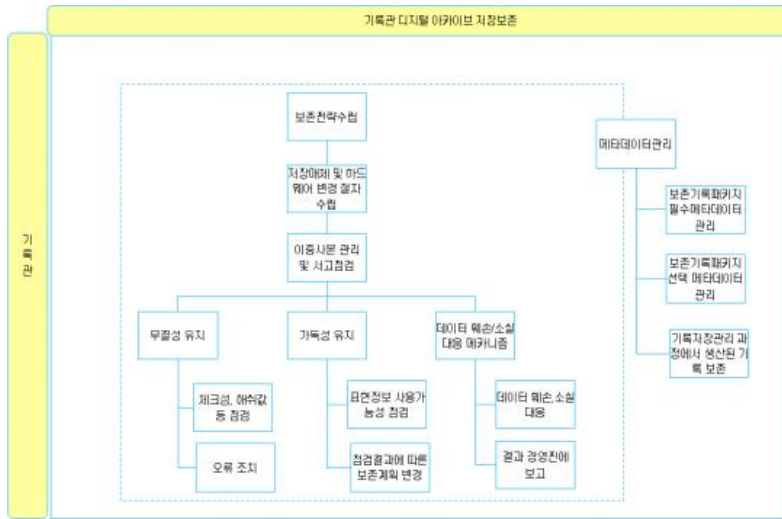 기록관 디지털 아카이브 저장보존
기
록
관
보존전략수립
메타데이터관리
저장매체 및 하드
웨어 변경 절차
수립
보존기록패키지
필수메타데이터
관리
이중사본 관리
및 서고점검
보존기록패키지
선택 메타데이터
관리
무결성 유지
가독성 유지
데이터 훼손/소실
대응 메카니즘
기록저장관리 과
정에서 생산된 기
록 보존
체크섬, 해쉬값
등 점검
표현정보 사용가
능성 점검
데이터 훼손,소실
대응
오류 조치
점검결과에 따른
보존계획 변경
결과 경영진에
보고